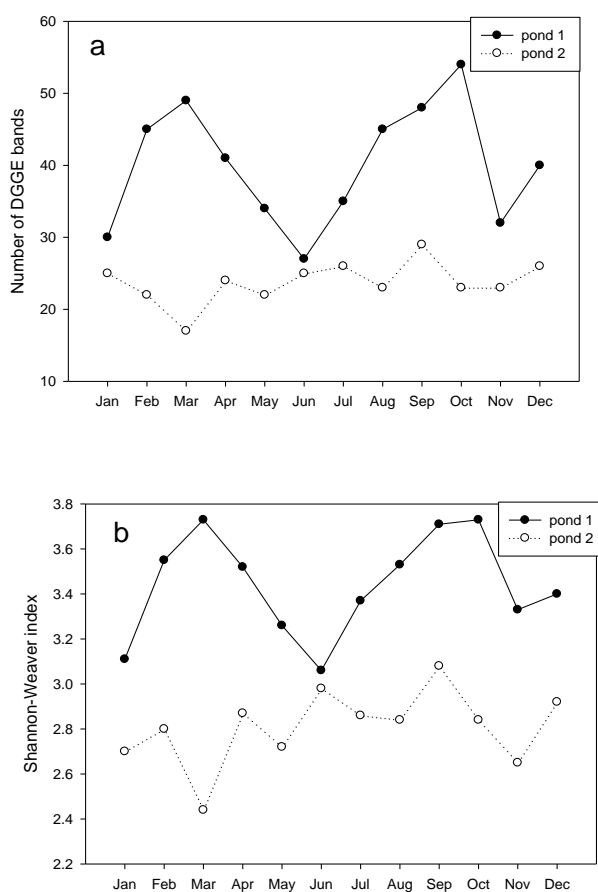 a
pond 1
pond 2
Number of DGGE bands
60
50
40
30
20
10
Jan Feb Mar Apr May Jun Jul Aug Sep Oct Nov Dec
b
pond 1
pond 2
Shannon-Weaver index
3.8
3.6
3.4
3.2
3.0
2.8
2.6
2.4
2.2
Jan Feb Mar Apr May Jun Jul Aug Sep Oct Nov Dec